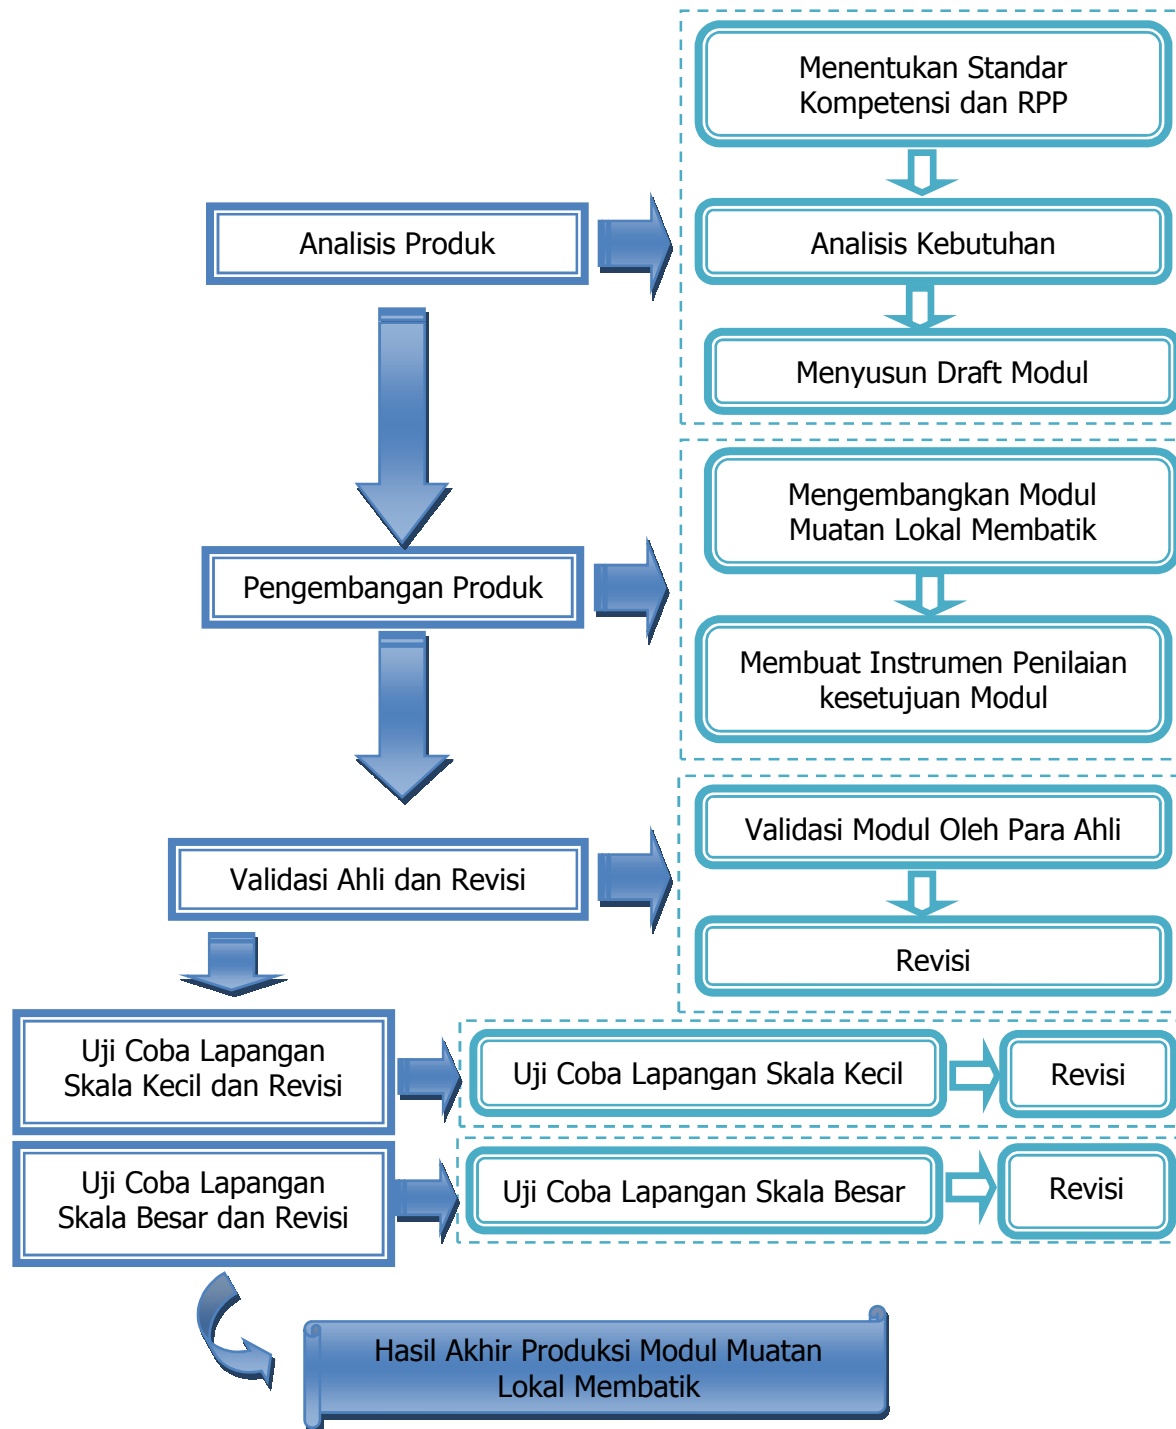 Menentukan Standar
Kompetensi dan RPP
Analisis Produk
Analisis Kebutuhan
Menyusun Draft Modul
Mengembangkan Modul
Muatan Lokal Membatik
Pengembangan Produk
Membuat Instrumen Penilaian
kesetujuan Modul
Validasi Modul Oleh Para Ahli
Validasi Ahli dan Revisi
Revisi
Uji Coba Lapangan
Skala Kecil dan Revisi
Uji Coba Lapangan Skala Kecil
Revisi
Uji Coba Lapangan
Skala Besar dan Revisi
Uji Coba Lapangan Skala Besar
Revisi
Hasil Akhir Produksi Modul Muatan
Lokal Membatik